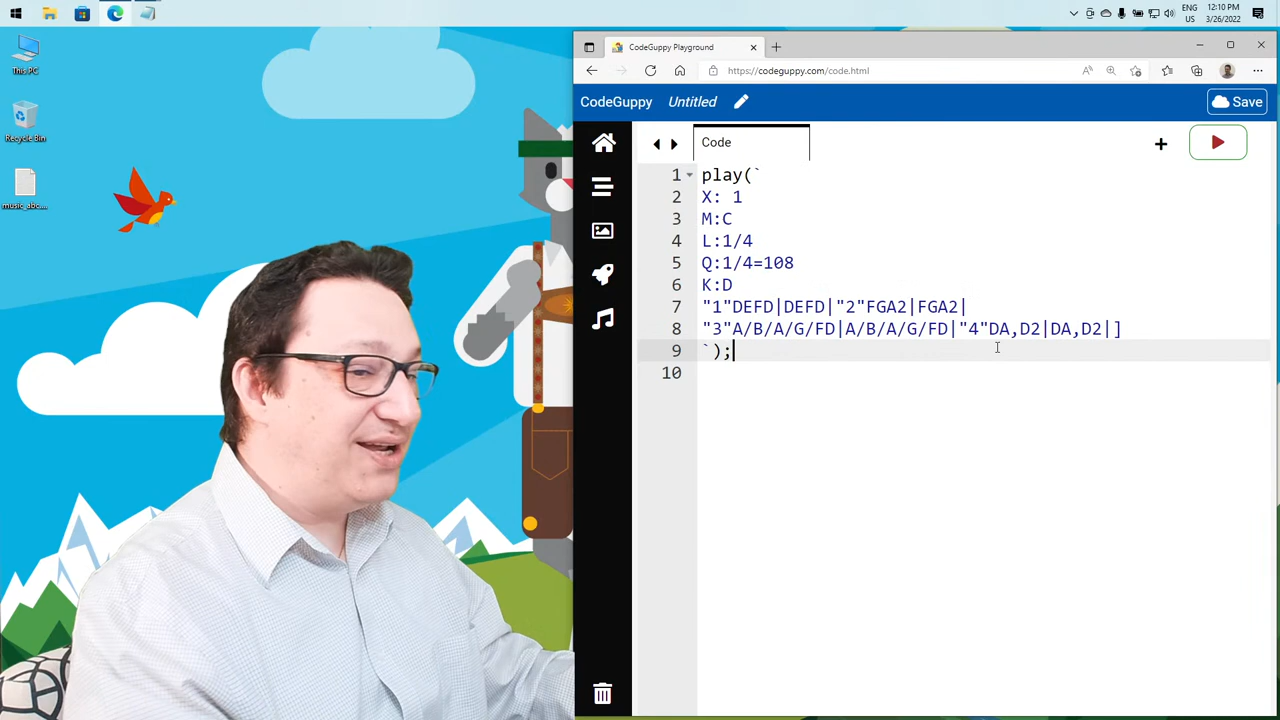 ENG
US
12:10 PM
3/26/2022
This PC
Recycle Bin
music_abc....
CodeGuppy Playground
https://codeguppy.com/code.html
CodeGuppy Untitled
Save
Code
1 play(`
2 X: 1
3 M:C
4 L:1/4
5 Q:1/4=108
6 K:D
7 "1"DEFD|DEFD|"2"FGA2|FGA2|
8 "3"A/B/A/G/FD|A/B/A/G/FD|"4"DA,D2|DA,D2|]
9 `);
10